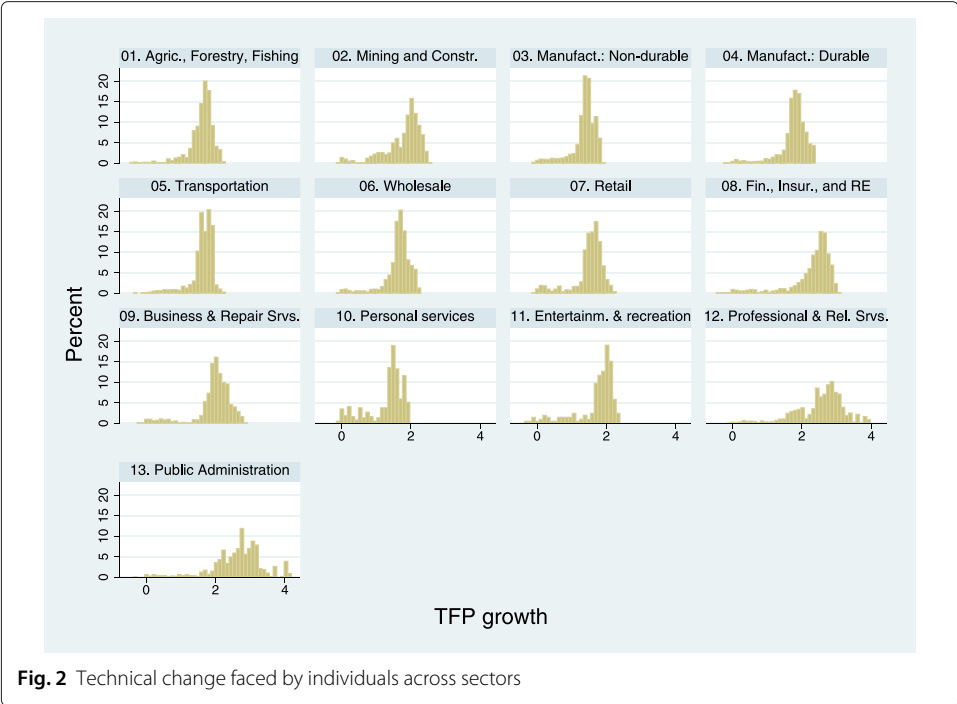 01. Agric., Forestry, Fishing 02. Mining and Constr. 03. Manufact.: Non-durable 04. Manufact.: Durable
20
15
10
5
0
05. Transportation 06. Wholesale 07. Retail 08. Fin., Insur., and RE
20
15
10
5
0
09. Business & Repair Srvs. 10. Personal services 11. Entertainm. & recreation 12. Professional & Rel. Srvs.
20
15
10
5
0
0 2 4 0 2 4 0 2 4
13. Public Administration
20
15
10
5
0
0 2 4
Percent
TFP growth
Fig. 2 Technical change faced by individuals across sectors